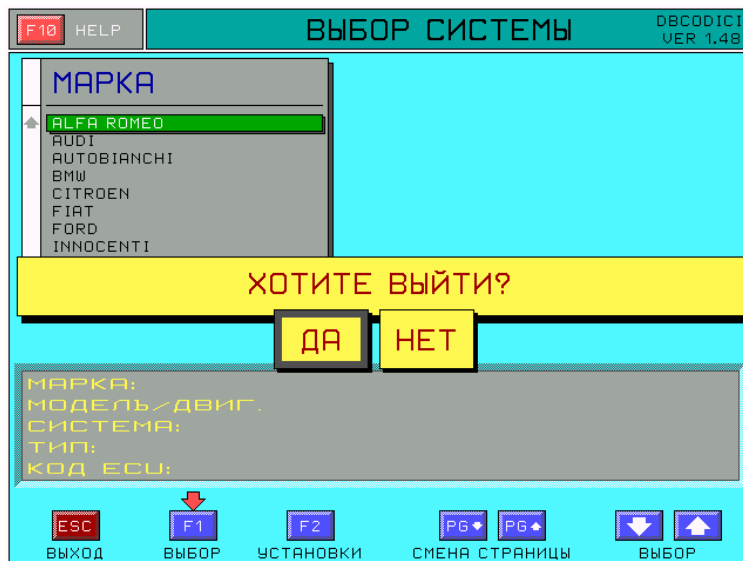 F10 HELP
ВЫБОР СИСТЕМЫ
DBCODICI
VER 1.48
МАРКА
ALFA ROMEO
AUDI
AUTOBIANCHI
BMW
CITROEN
FIAT
FORD
INNOCENTI
ХОТИТЕ ВЫЙТИ?
ДА НЕТ
МАРКА:
МОДЕЛЬ/ДВИГ.
СИСТЕМА:
ТИП:
КОД ECU:
ESC F1 F2 PG PG
ВЫХОД ВЫБОР УСТАНОВКИ СМЕНА СТРАНИЦЫ ВЫБОР